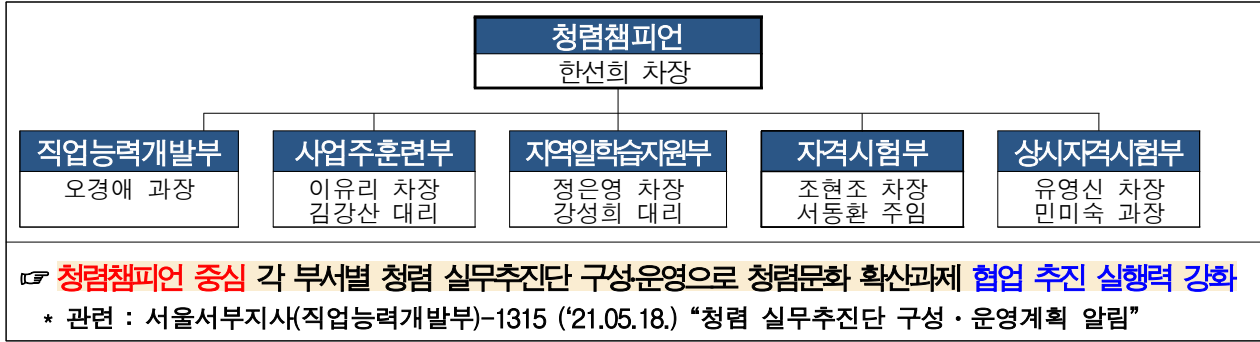 청렴챔피언
한선희 차장
직업능력개발부 사업주훈련부 지역일학습지원부 자격시험부 상시자격시험부
오경애 과장 이유리 차장 정은영 차장 조현조 차장 유영신 차장
김강산 대리 강성희 대리 서동환 주임 민미숙 과장
☞ 청렴챔피언 중심 각 부서별 청렴 실무추진단 구성·운영으로 청렴문화 확산과제 협업 추진 실행력 강화
* 관련 : 서울서부지사(직업능력개발부)-1315 (‘21.05.18.) “청렴 실무추진단 구성 · 운영계획 알림”